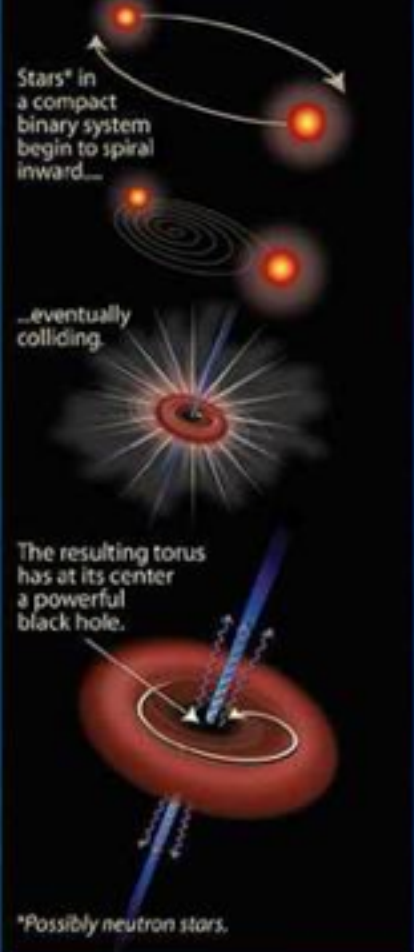 Stars* in
a compact
binary system
begin to spiral
inward....
...eventually
colliding.
The resulting torus
has at its center
a powerful
black hole.
*Possibly neutron stars.